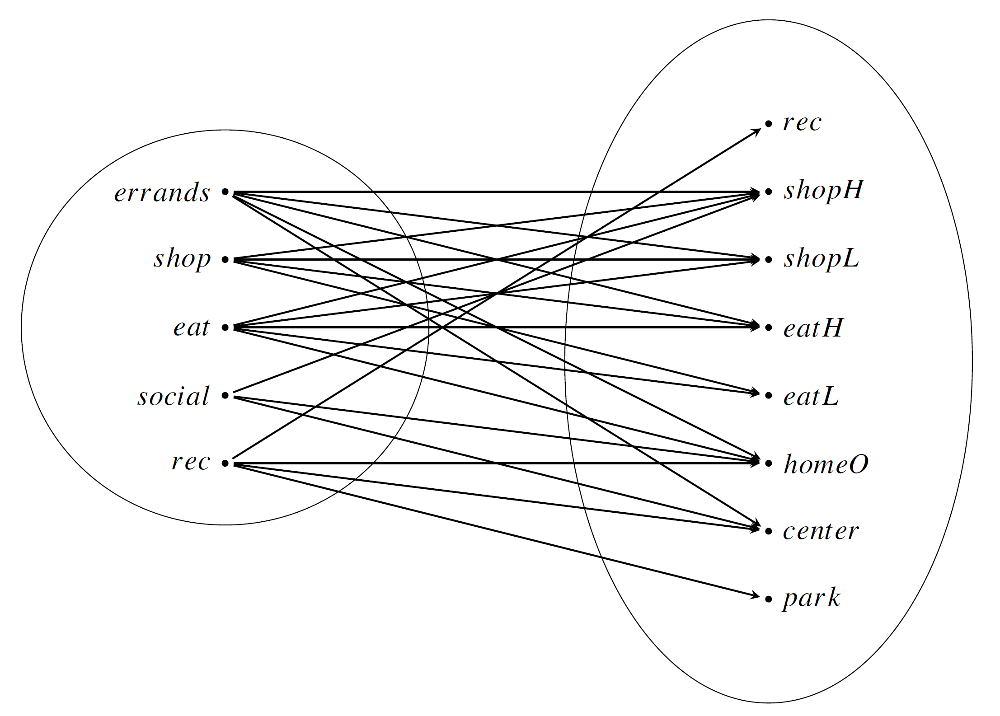 errands
shop
eat
social
rec
rec
shopH
shopL
eatH
eatL
homeO
center
park